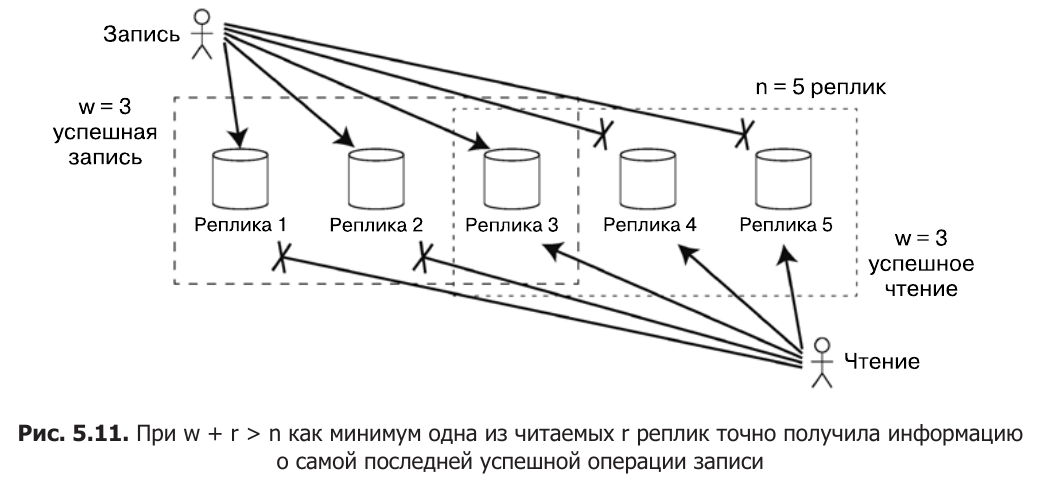 Запись
n = 5 реплик
w = 3
успешная
запись
Реплика 1
Реплика 2
Реплика 3
Реплика 4
Реплика 5
w = 3
успешное
чтение
Чтение
Рис. 5.11. При w + r > n как минимум одна из читаемых r реплик точно получила информацию
о самой последней успешной операции записи